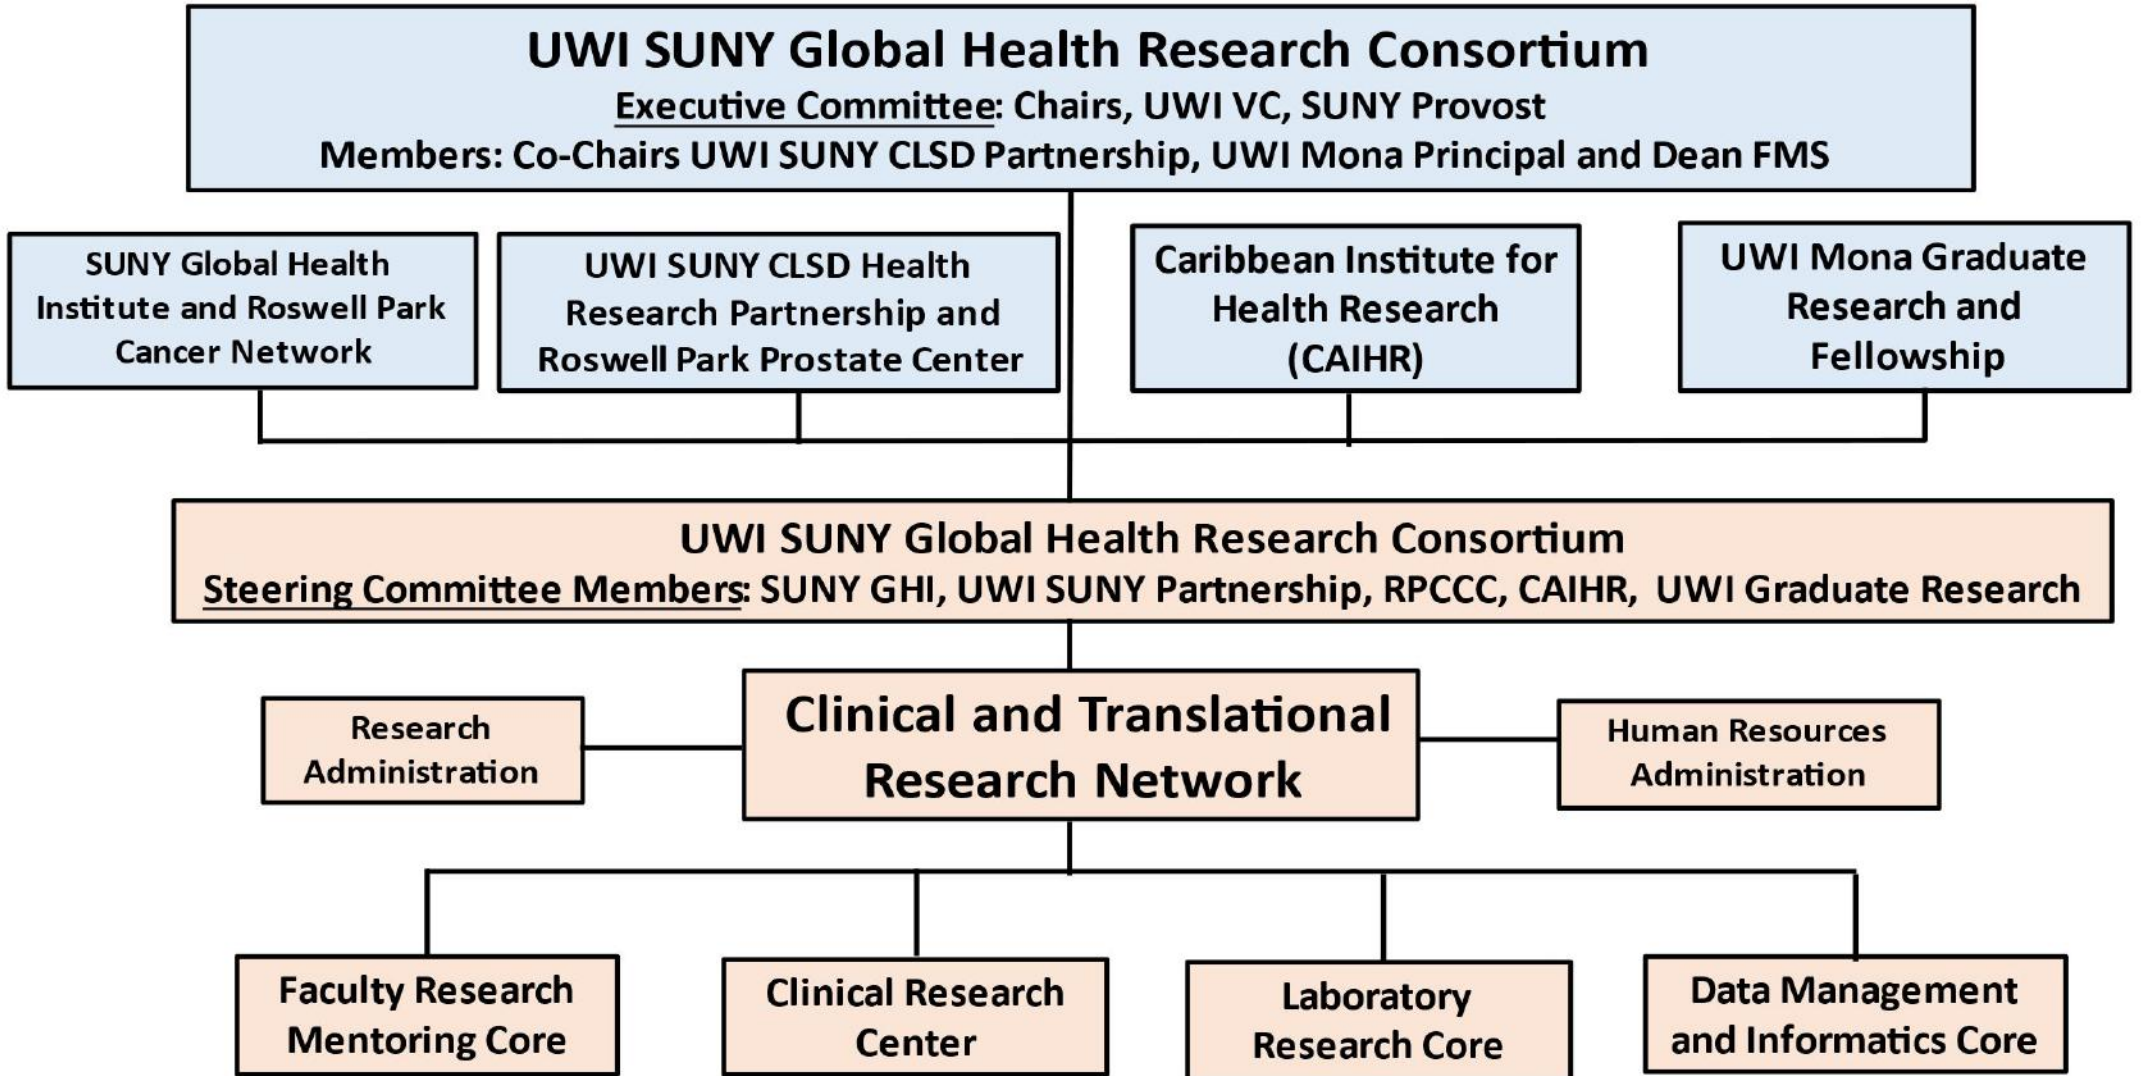 UWI SUNY Global Health Research Consortium
Executive Committee: Chairs, UWI VC, SUNY Provost
Members: Co-Chairs UWI SUNY CLSD Partnership, UWI Mona Principal and Dean FMS
SUNY Global Health
Institute and Roswell Park
Cancer Network
UWI SUNY CLSD Health
Research Partnership and
Roswell Park Prostate Center
Caribbean Institute for
Health Research
(CAIHR)
UWI Mona Graduate
Research and
Fellowship
UWI SUNY Global Health Research Consortium
Steering Committee Members: SUNY GHI, UWI SUNY Partnership, RPCCC, CAIHR, UWI Graduate Research
Research
Administration
Clinical and Translational
Research Network
Human Resources
Administration
Faculty Research
Mentoring Core
Clinical Research
Center
Laboratory
Research Core
Data Management
and Informatics Core